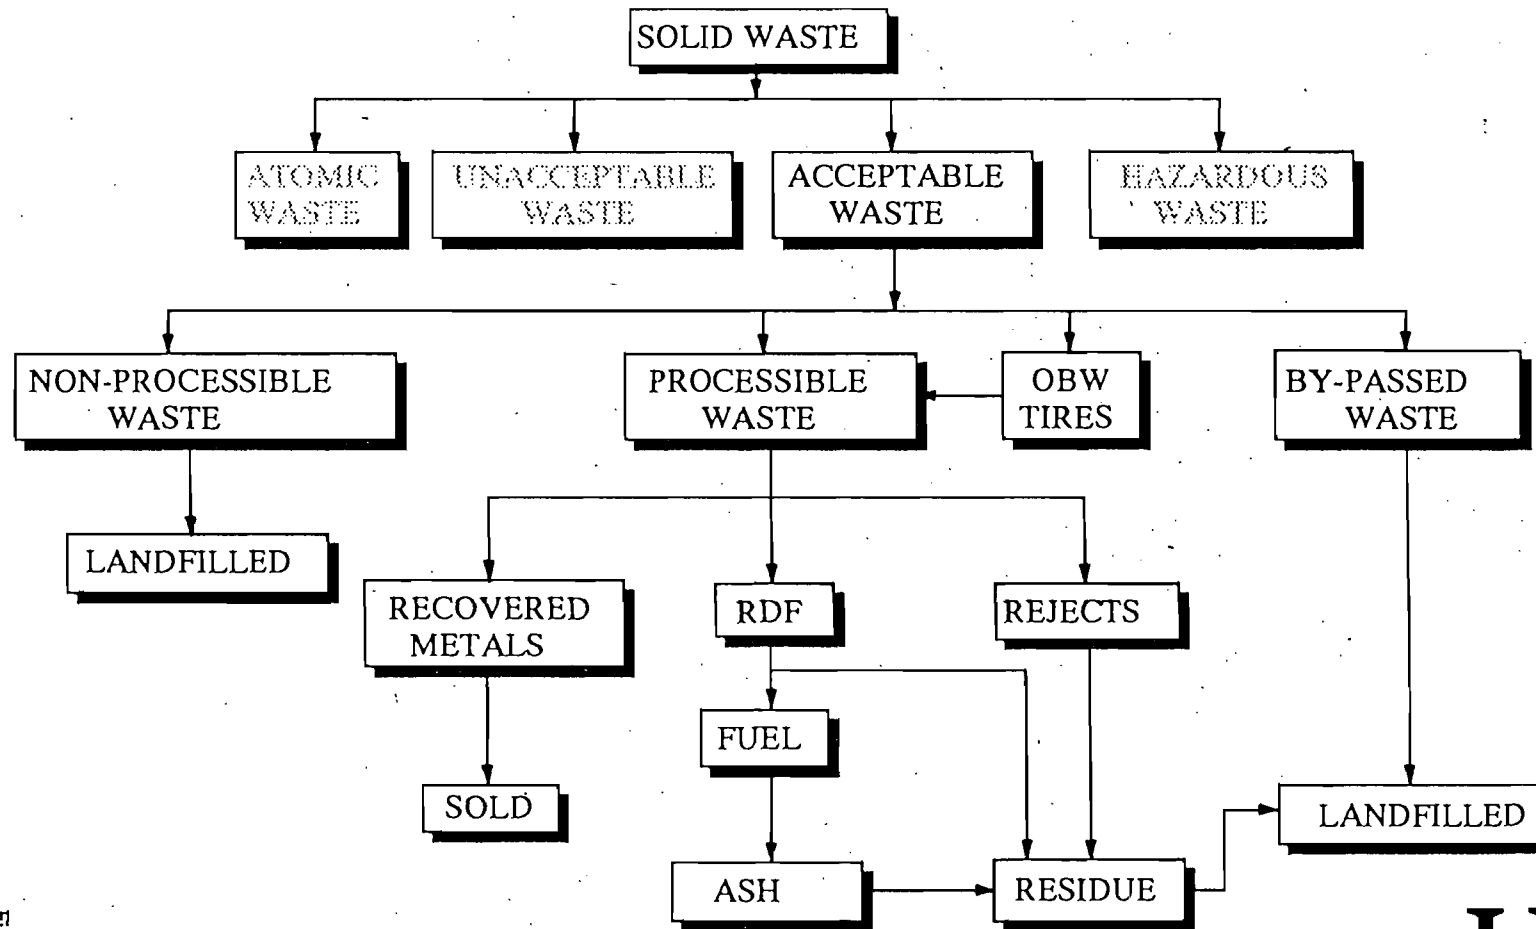 SOLID WASTE
ATOMIC
WASTE
UNACCEPTABLE
WASTE
ACCEPTABLE
WASTE
HAZARDOUS
WASTE
NON-PROCESSIBLE
WASTE
PROCESSIBLE
WASTE
OBW
TIRES
BY-PASSED
WASTE
LANDFILLED
RECOVERED
METALS
RDF
REJECTS
FUEL
SOLD
LANDFILLED
ASH
RESIDUE